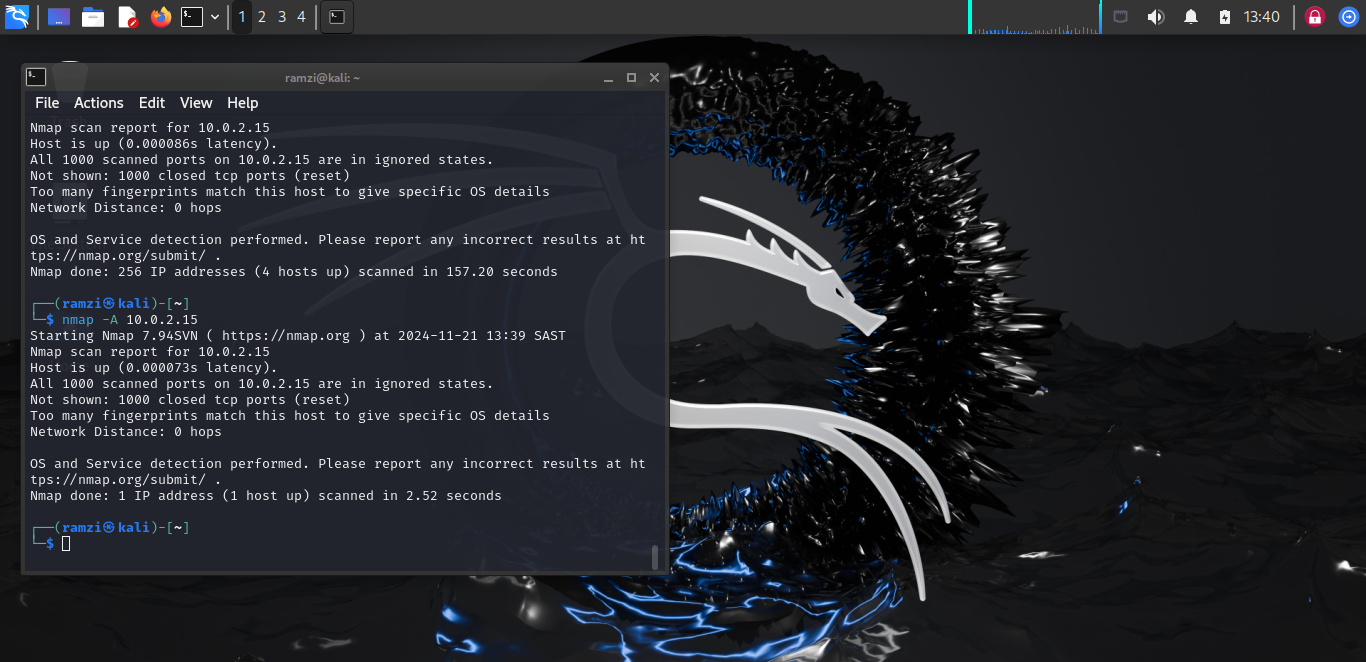 1 2 3 4
13:40
ramzi@kali: ~
File Actions Edit View Help
Nmap scan report for 10.0.2.15
Host is up (0.000086s latency).
All 1000 scanned ports on 10.0.2.15 are in ignored states.
Not shown: 1000 closed tcp ports (reset)
Too many fingerprints match this host to give specific OS details
Network Distance: 0 hops
OS and Service detection performed. Please report any incorrect results at ht
tps://nmap.org/submit/ .
Nmap done: 256 IP addresses (4 hosts up) scanned in 157.20 seconds
┌──(ramzi㉿kali)-[~]
└─$ nmap -A 10.0.2.15
Starting Nmap 7.94SVN ( https://nmap.org ) at 2024-11-21 13:39 SAST
Nmap scan report for 10.0.2.15
Host is up (0.000073s latency).
All 1000 scanned ports on 10.0.2.15 are in ignored states.
Not shown: 1000 closed tcp ports (reset)
Too many fingerprints match this host to give specific OS details
Network Distance: 0 hops
OS and Service detection performed. Please report any incorrect results at ht
tps://nmap.org/submit/ .
Nmap done: 1 IP address (1 host up) scanned in 2.52 seconds
┌──(ramzi㉿kali)-[~]
└─$